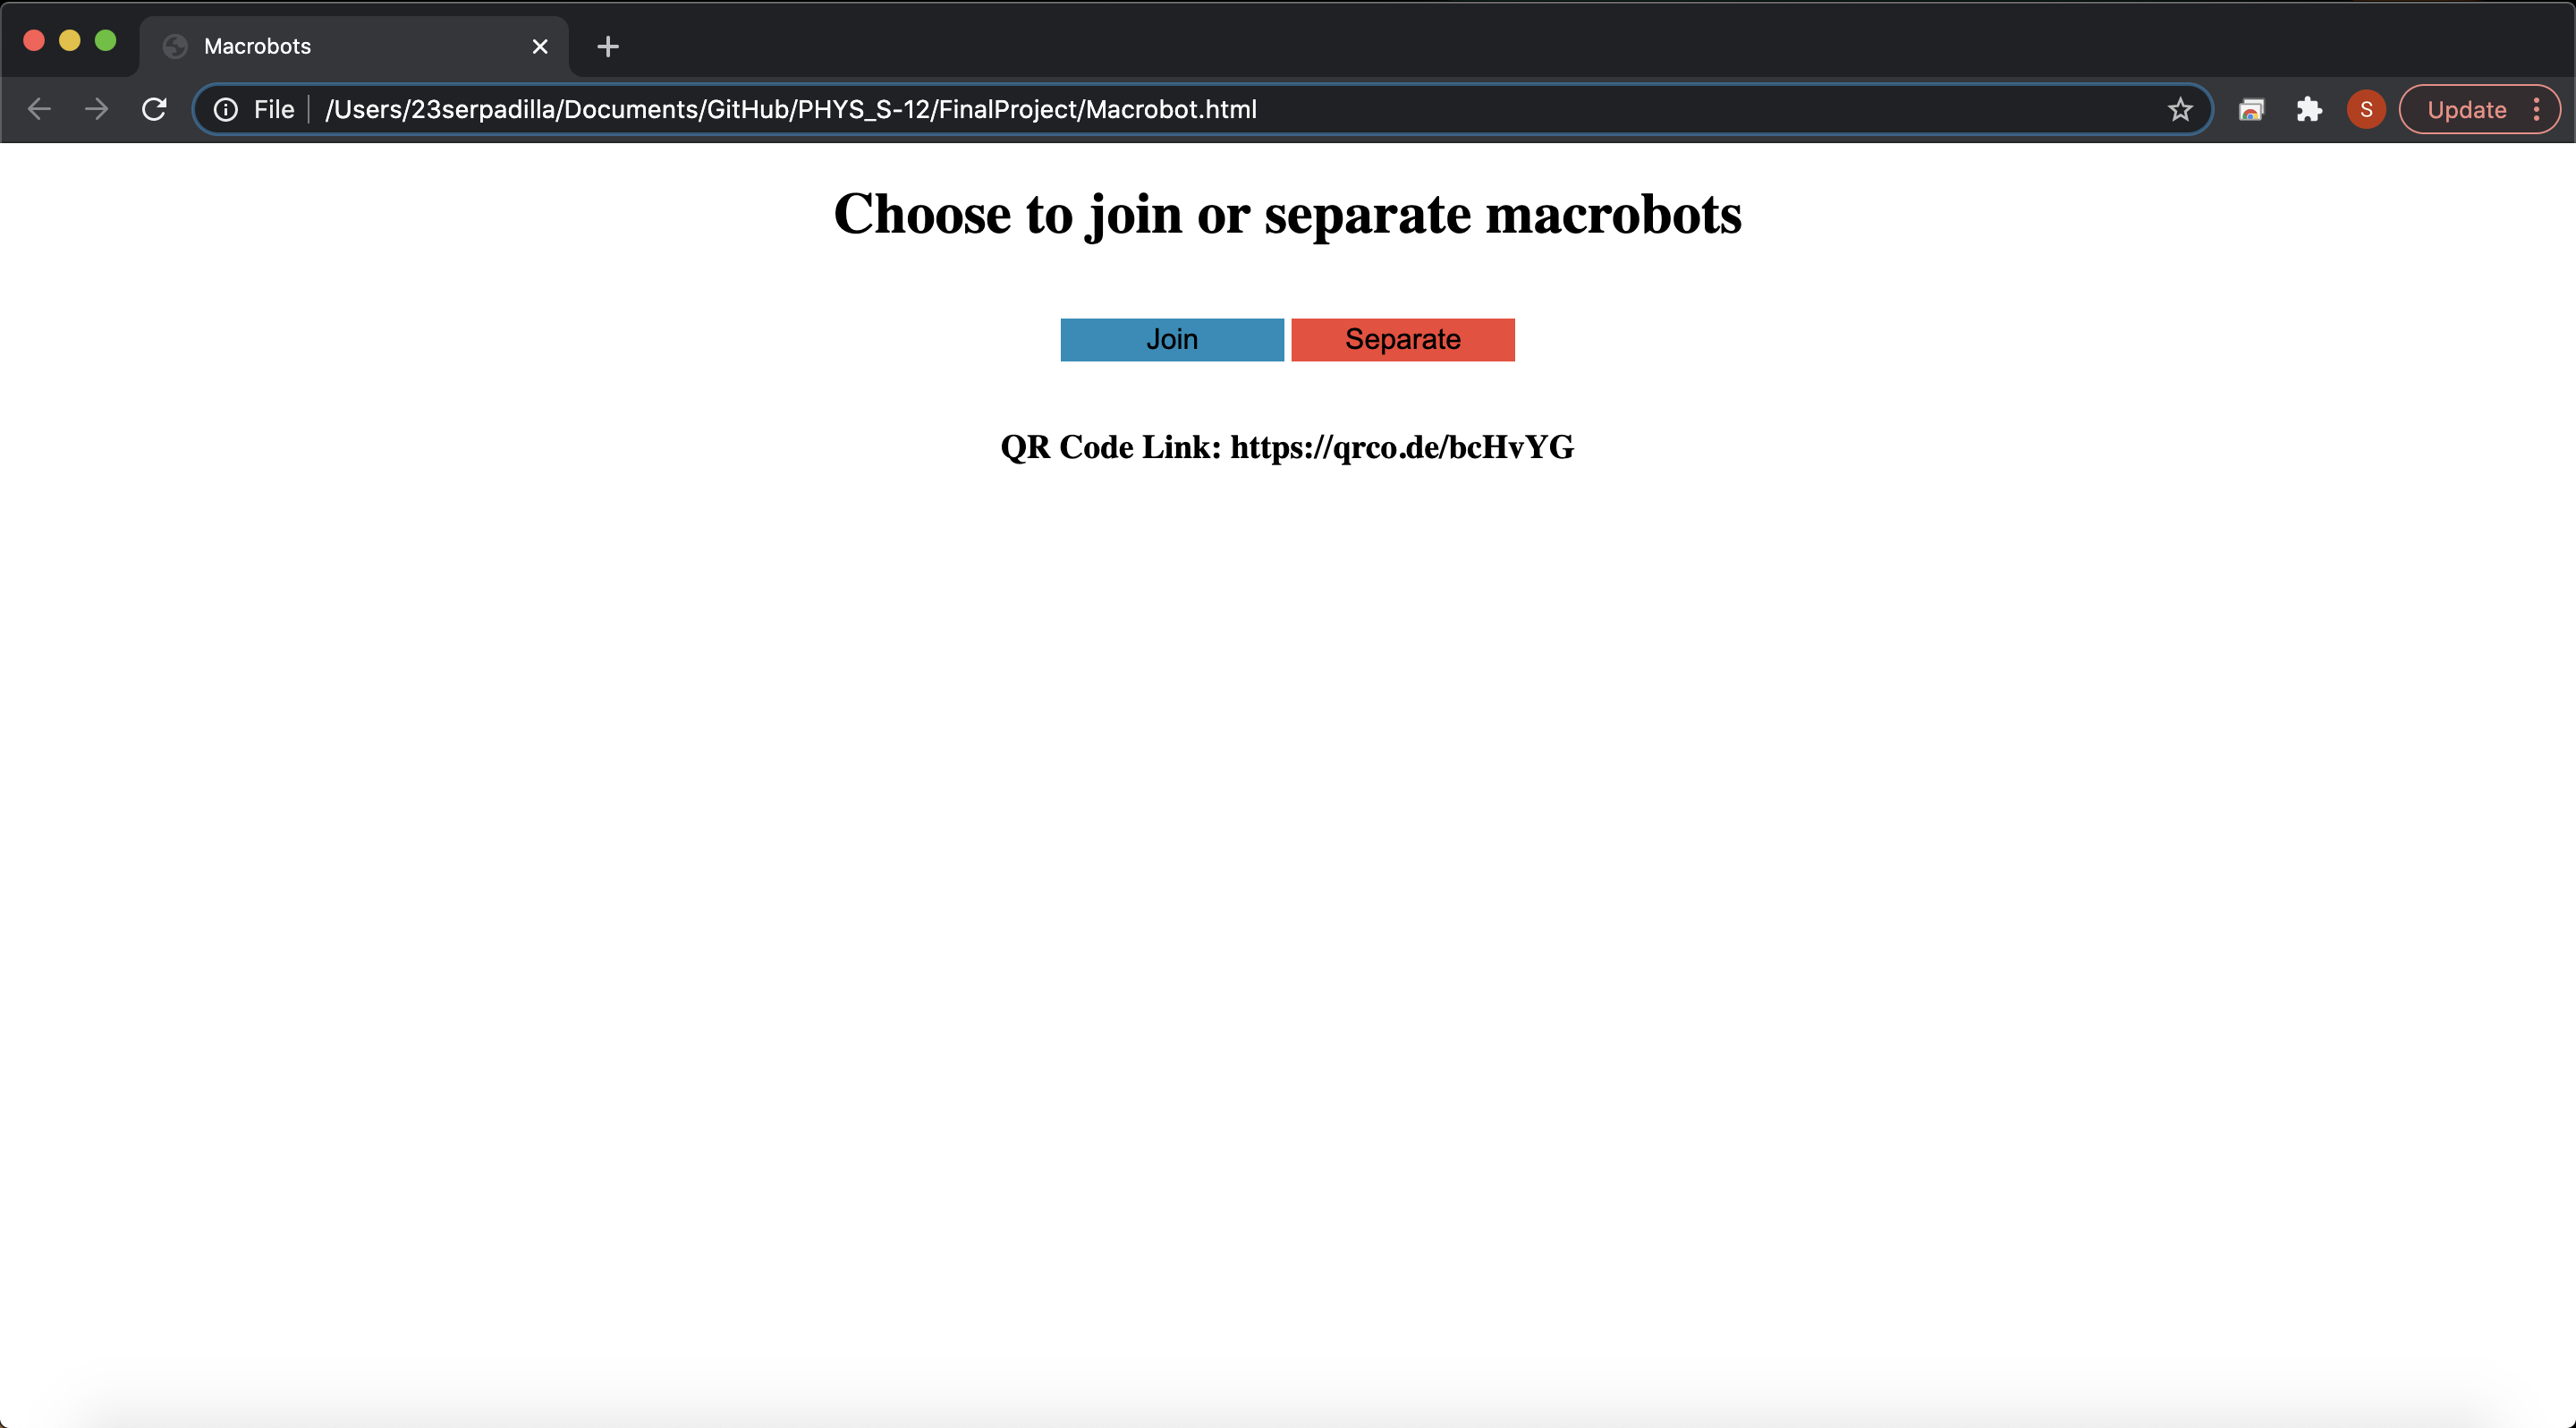 Macrobots
File /Users/23serpadilla/Documents/GitHub/PHYS_S-12/FinalProject/Macrobot.html S Update
Choose to join or separate macrobots
Join Separate
QR Code Link: https://qrco.de/bcHvYG